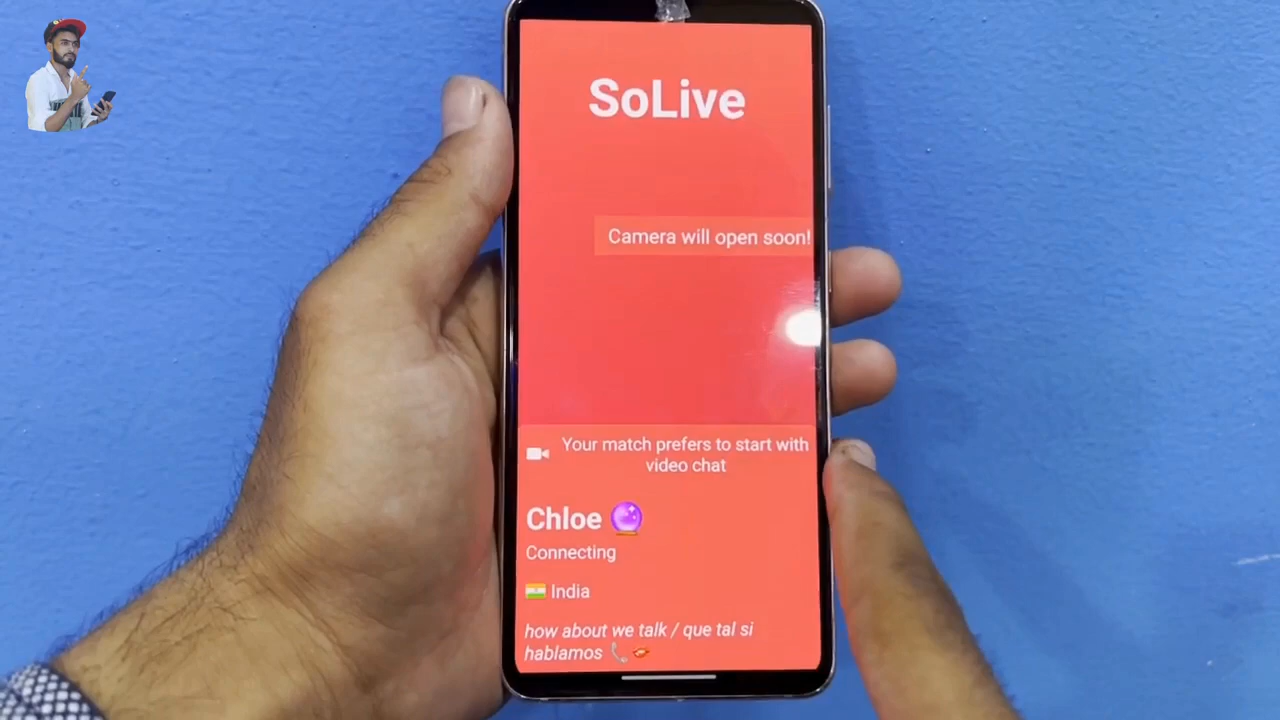 SoLive
Camera will open soon!
Your match prefers to start with
video chat
Chloe 🔮
Connecting
🇮🇳 India
how about we talk / que tal si
hablamos 📞💋